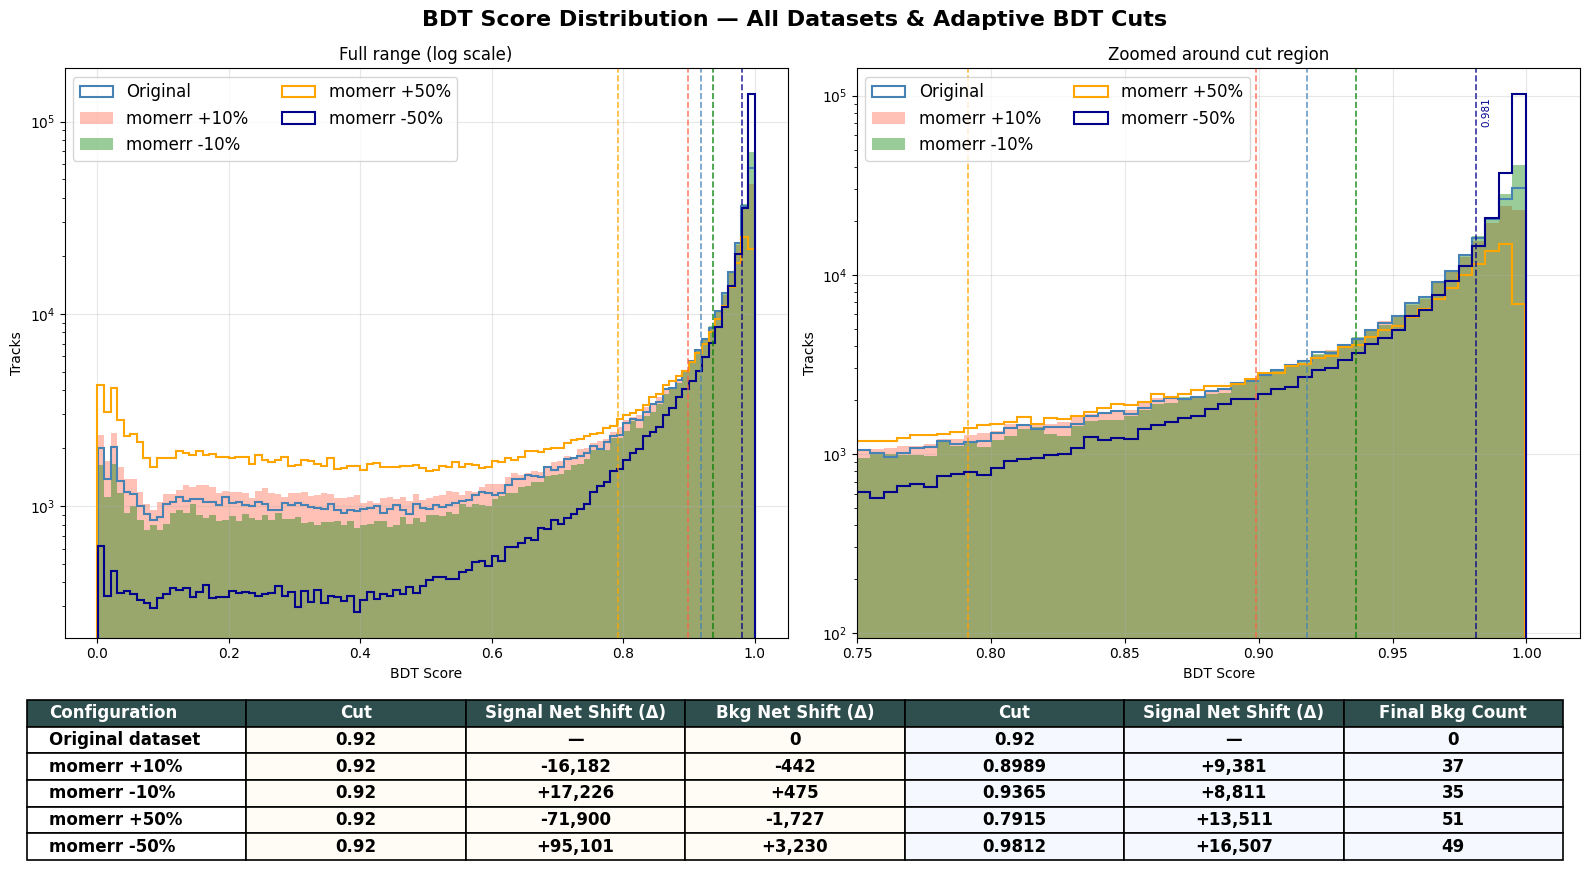 BDT Score Distribution — All Datasets & Adaptive BDT Cuts
Full range (log scale)
Original
momerr +10%
momerr -10%
momerr +50%
momerr -50%
Tracks
10^5
10^4
10^3
0.0 0.2 0.4 0.6 0.8 1.0
BDT Score
Zoomed around cut region
Original
momerr +10%
momerr -10%
momerr +50%
momerr -50%
0.981
Tracks
10^5
10^4
10^3
10^2
0.75 0.80 0.85 0.90 0.95 1.00
BDT Score
Configuration Cut Signal Net Shift (Δ) Bkg Net Shift (Δ) Cut Signal Net Shift (Δ) Final Bkg Count
Original dataset 0.92 — 0 0.92 — 0
momerr +10% 0.92 -16,182 -442 0.8989 +9,381 37
momerr -10% 0.92 +17,226 +475 0.9365 +8,811 35
momerr +50% 0.92 -71,900 -1,727 0.7915 +13,511 51
momerr -50% 0.92 +95,101 +3,230 0.9812 +16,507 49